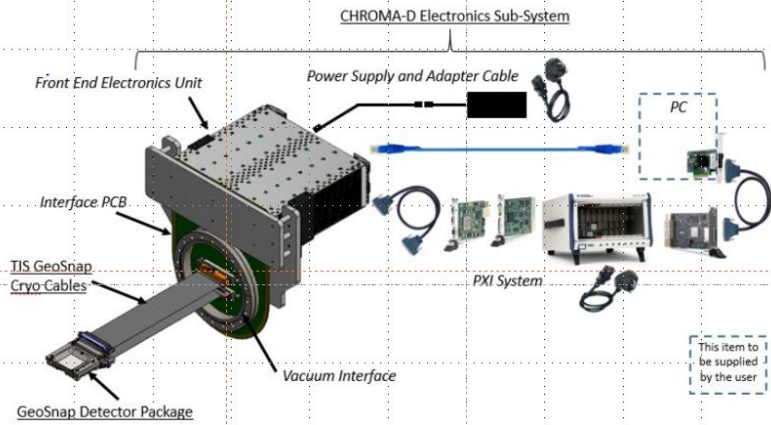 CHROMA-D Electronics Sub-System
Front End Electronics Unit
Power Supply and Adapter Cable
PC
Interface PCB
TIS GeoSnap
Cryo Cables
PXI System
Vacuum Interface
This item to
be supplied
by the user
GeoSnap Detector Package